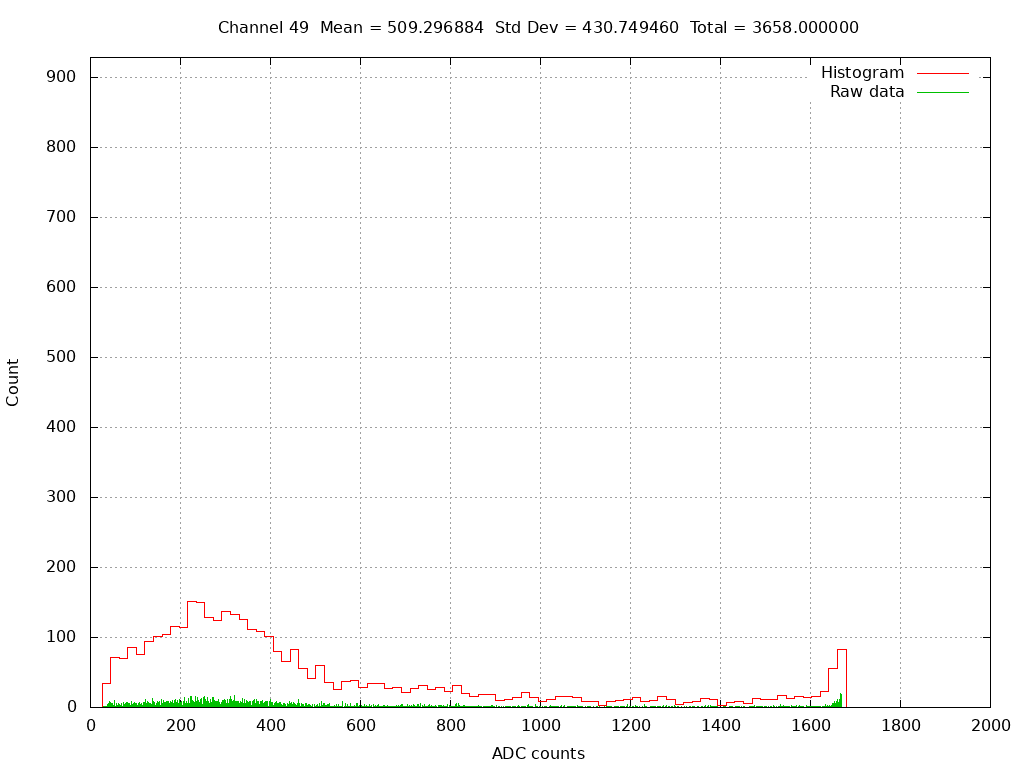 Channel 49  Mean = 509.296884  Std Dev = 430.749460  Total = 3658.000000
Histogram
Raw data
900
800
700
600
500
400
300
200
100
0
Count
0 200 400 600 800 1000 1200 1400 1600 1800 2000
ADC counts